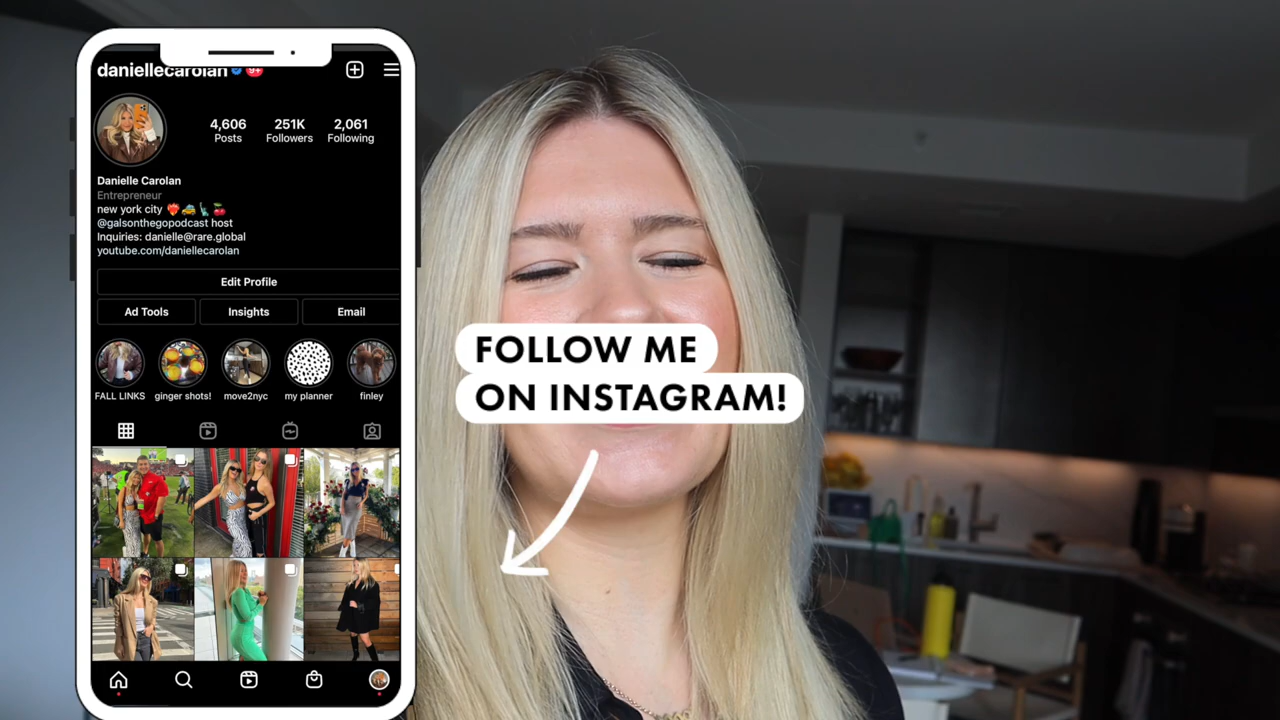 daniellecarolan 9+
4,606 251K 2,061
Posts Followers Following
Danielle Carolan
Entrepreneur
new york city ❤️‍🔥🚕🗽🍒
@galsonthegopodcast host
Inquiries: danielle@rare.global
youtube.com/daniellecarolan
Edit Profile
Ad Tools Insights Email
FALL LINKS ginger shots! move2nyc my planner finley
FOLLOW ME
ON INSTAGRAM!